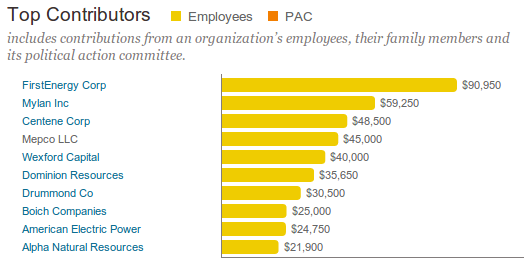 Top Contributors Employees PAC
includes contributions from an organization's employees, their family members and
its political action committee.
FirstEnergy Corp $90,950
Mylan Inc $59,250
Centene Corp $48,500
Mepco LLC $45,000
Wexford Capital $40,000
Dominion Resources $35,650
Drummond Co $30,500
Boich Companies $25,000
American Electric Power $24,750
Alpha Natural Resources $21,900